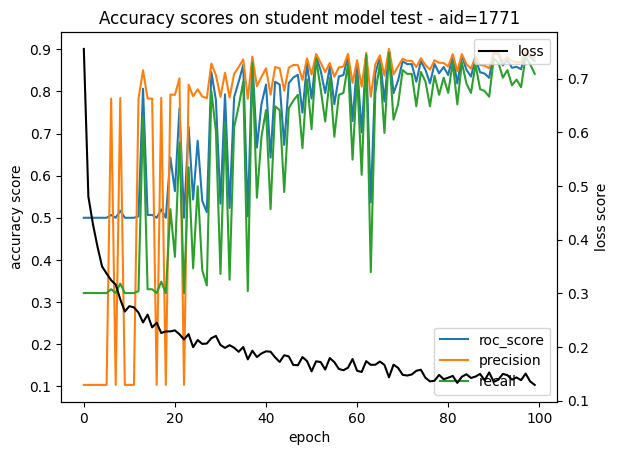 Accuracy scores on student model test - aid=1771
loss
0.9
0.8
0.7
0.6
0.5
0.4
0.3
0.2
0.1
accuracy score
0.7
0.6
0.5
0.4
0.3
0.2
0.1
loss score
roc_score
precision
recall
0
20
40
60
80
100
epoch